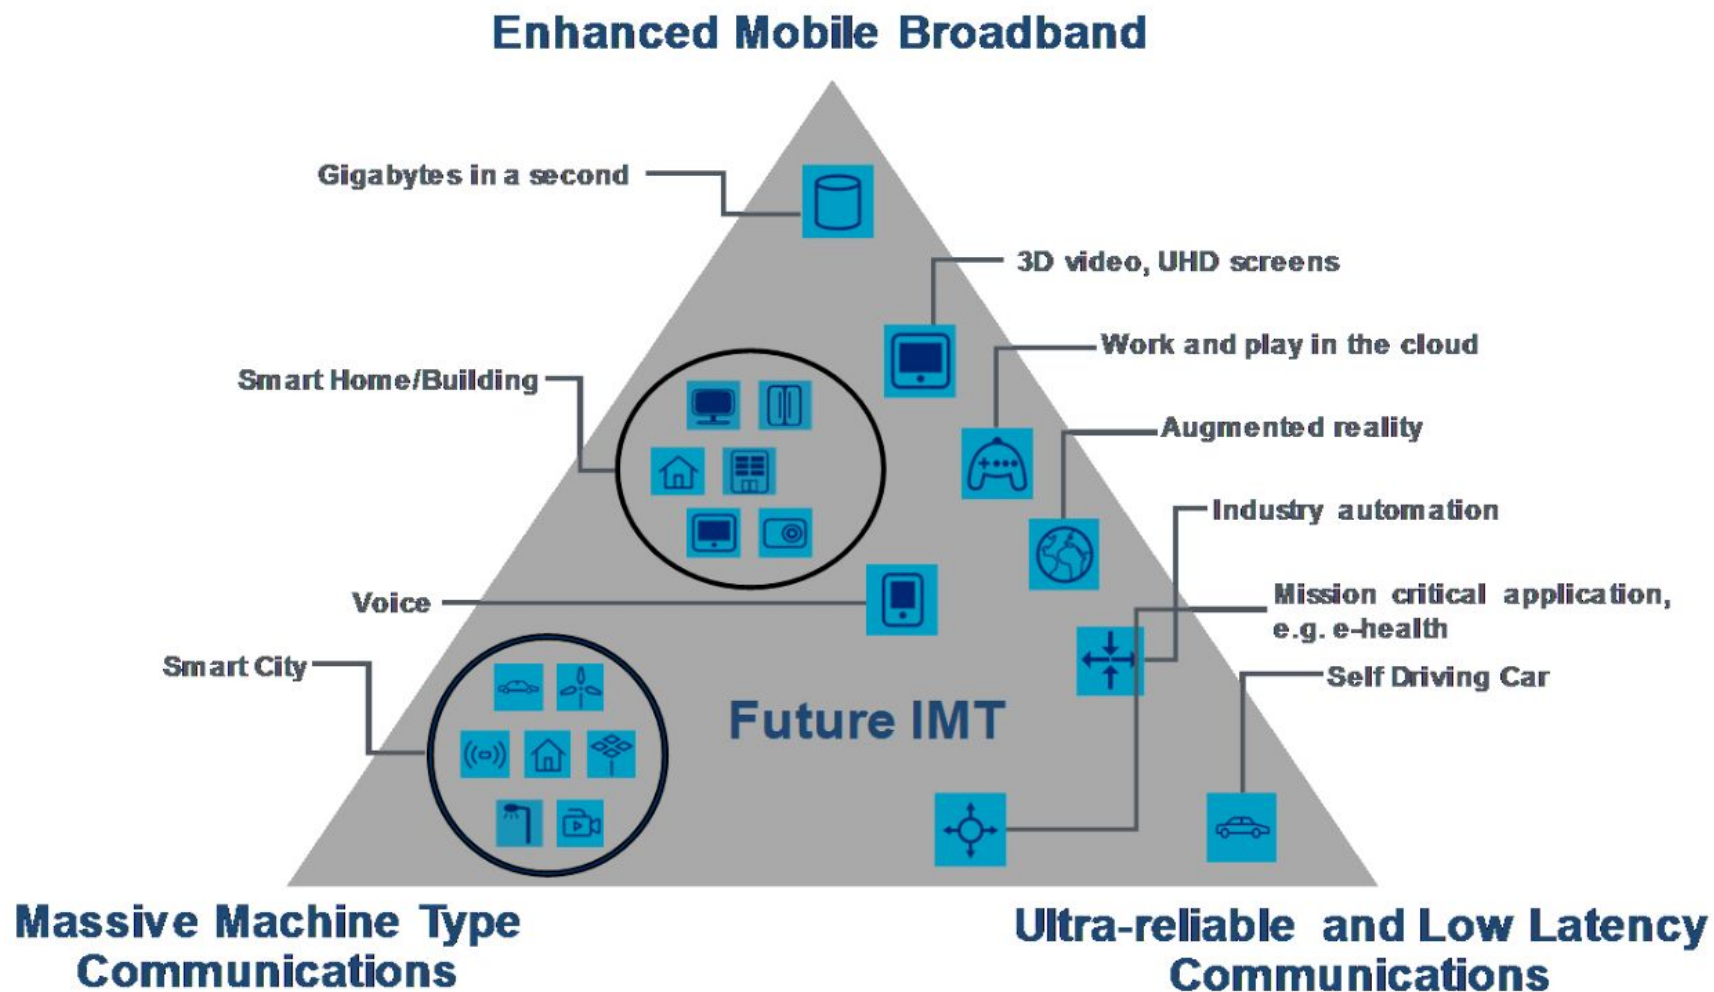 Enhanced Mobile Broadband
Gigabytes in a second
3D video, UHD screens
Work and play in the cloud
Smart Home/Building
Augmented reality
Industry automation
Voice
Mission critical application,
e.g. e-health
Smart City
Self Driving Car
Future IMT
Massive Machine Type
Communications
Ultra-reliable and Low Latency
Communications